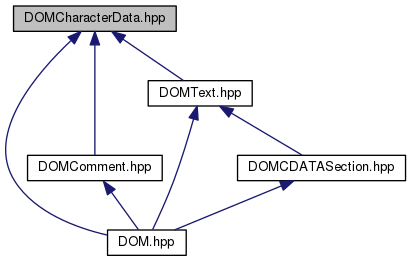 DOMCharacterData.hpp
DOMText.hpp
DOMComment.hpp
DOMCDATASection.hpp
DOM.hpp